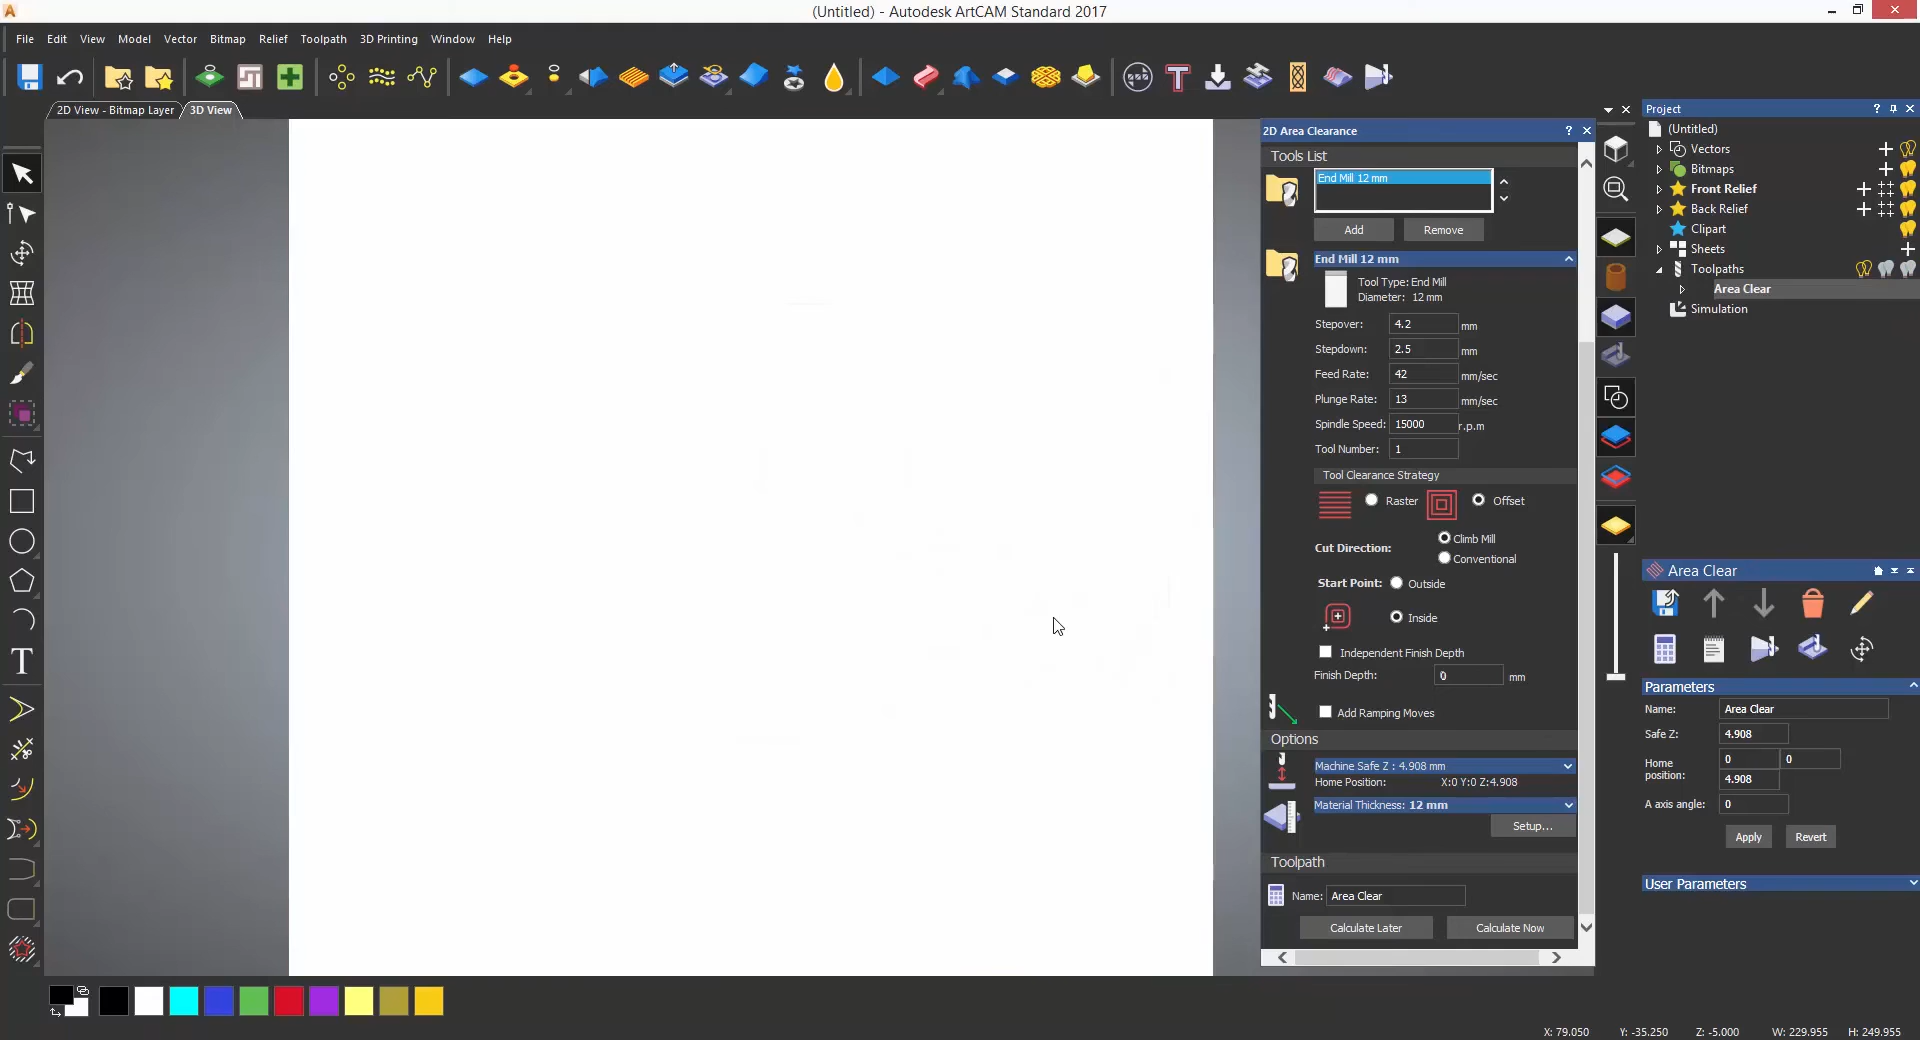 (Untitled) - Autodesk ArtCAM Standard 2017
File Edit View Model Vector Bitmap Relief Toolpath 3D Printing Window Help
2D View - Bitmap Layer 3D View
2D Area Clearance ?
Tools List
End Mill 12 mm
Add Remove
End Mill 12 mm
Tool Type: End Mill
Diameter: 12 mm
Stepover: 4.2 mm
Stepdown: 2.5 mm
Feed Rate: 42 mm/sec
Plunge Rate: 13 mm/sec
Spindle Speed: 15000 r.p.m
Tool Number: 1
Tool Clearance Strategy
Raster Offset
Cut Direction: Climb Mill
Conventional
Start Point: Outside
Inside
Independent Finish Depth
Finish Depth: 0 mm
Add Ramping Moves
Options
Machine Safe Z : 4.908 mm
Home Position: X:0 Y:0 Z:4.908
Material Thickness: 12 mm
Setup...
Toolpath
Name: Area Clear
Calculate Later Calculate Now
Project ?
(Untitled)
Vectors
Bitmaps
Front Relief
Back Relief
Clipart
Sheets
Toolpaths
Area Clear
Simulation
Area Clear
Parameters
Name: Area Clear
Safe Z: 4.908
Home position: 0 0
4.908
A axis angle: 0
Apply Revert
User Parameters
X: 79.050 Y: -35.250 Z: -5.000 W: 229.955 H: 249.955